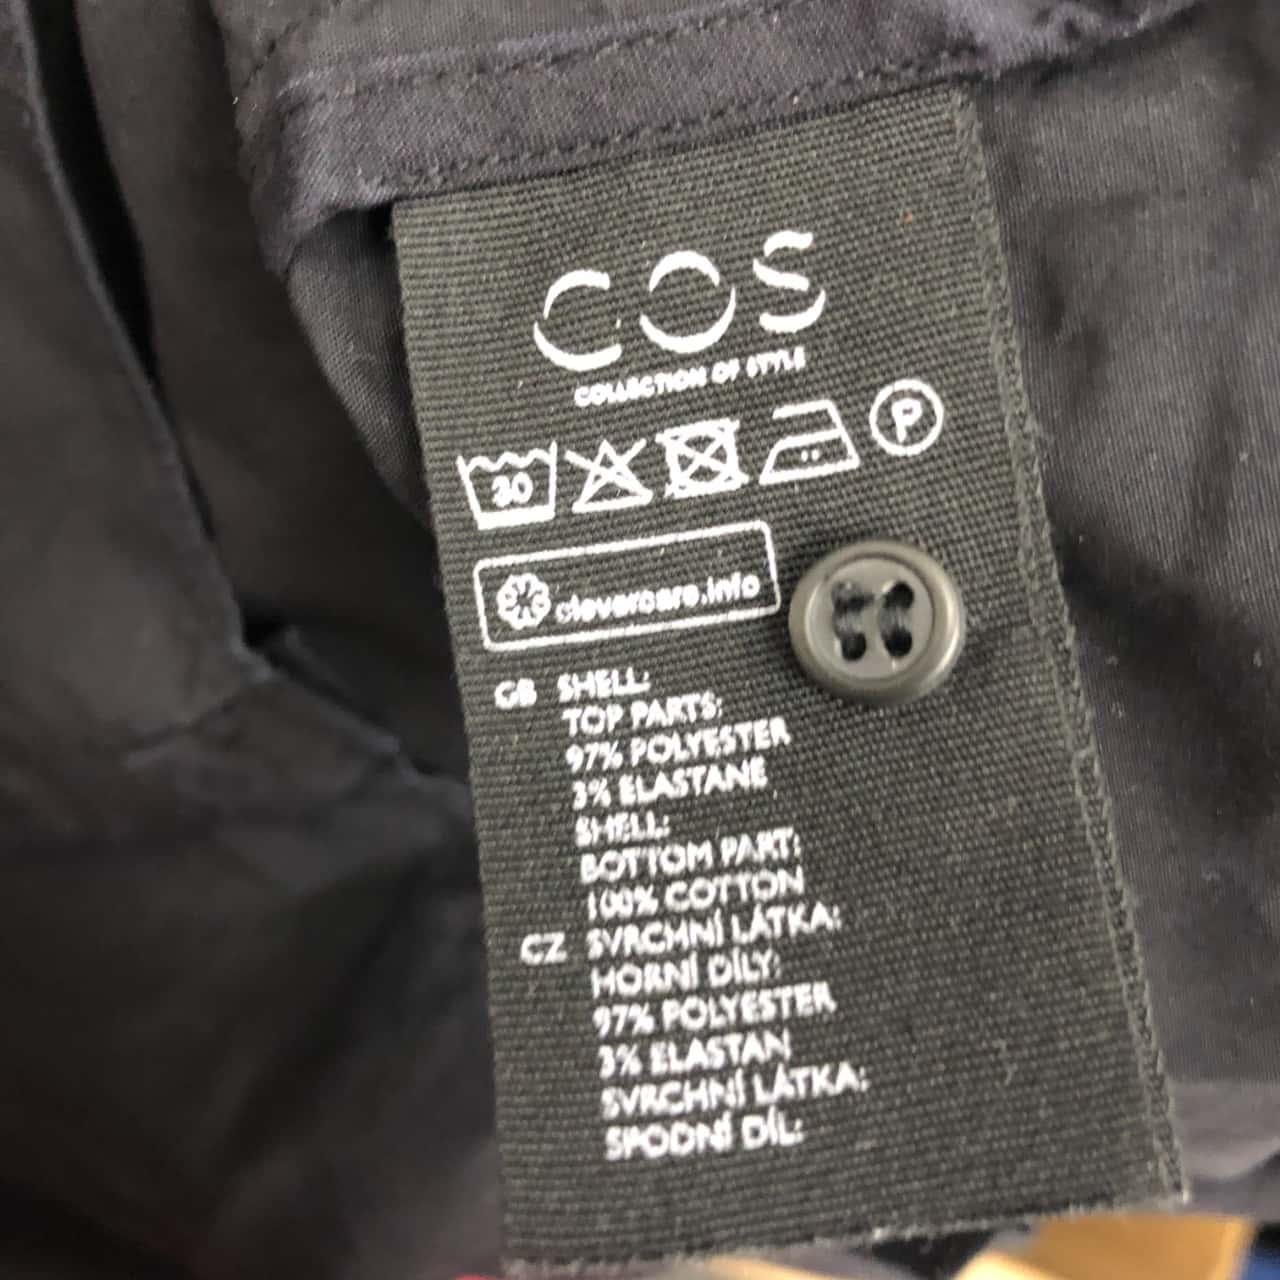 COS
COLLECTION OF STYLE
30 P
clevercare.info
GB SHELL:
TOP PARTS:
97% POLYESTER
3% ELASTANE
SHELL:
BOTTOM PART:
100% COTTON
CZ SVRCHNÍ LÁTKA:
HORNÍ DÍLY:
97% POLYESTER
3% ELASTAN
SVRCHNÍ LÁTKA:
SPODNÍ DÍL: